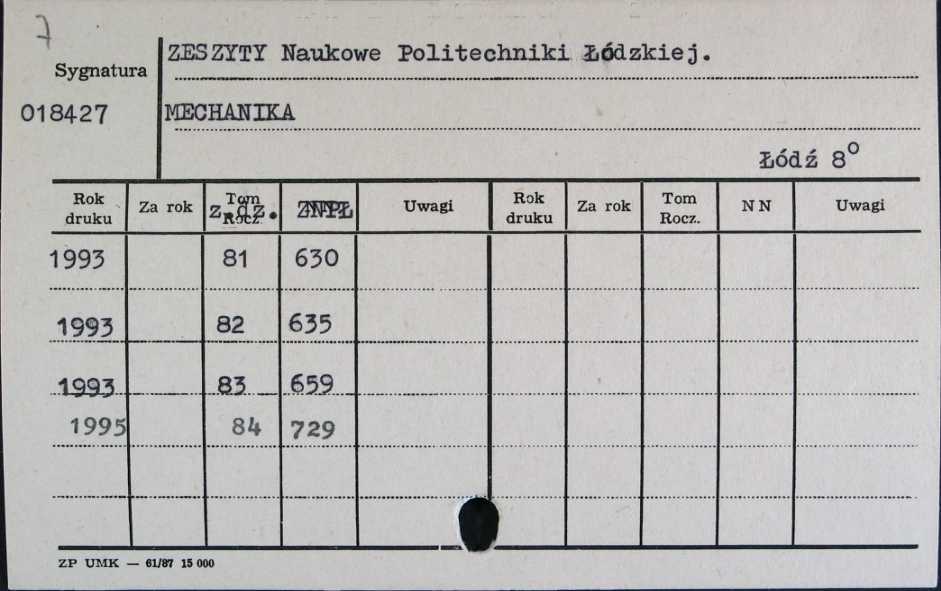 7
ZESZYTY Naukowe Politechniki Łódzkiej.
Sygnatura
018427
MECHANIKA
Łódź 8°
Rok druku Za rok Tom Rocz. z.dz. ZNPŁ Uwagi Rok druku Za rok Tom Rocz. NN Uwagi
1993 81 630
1993 82 635
1993 83 659
1995 84 729
ZP UMK — 61/87 15 000